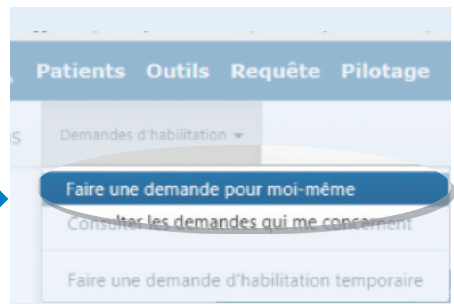 Patients Outils Requête Pilotage
Demandes d'habilitation
Faire une demande pour moi-même
Consulter les demandes qui me concernent
Faire une demande d'habilitation temporaire